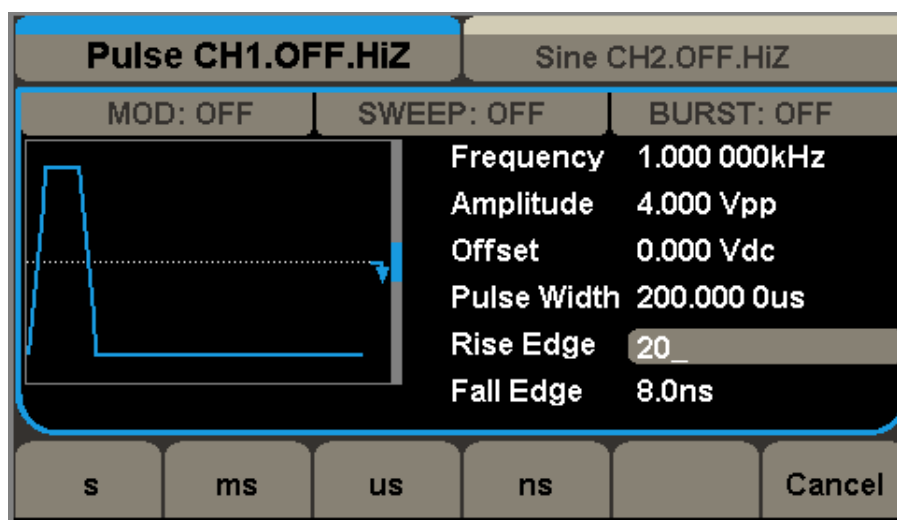 Pulse CH1.OFF.HiZ
Sine CH2.OFF.HiZ
MOD: OFF
SWEEP: OFF
BURST: OFF
Frequency 1.000 000kHz
Amplitude 4.000 Vpp
Offset 0.000 Vdc
Pulse Width 200.000 0us
Rise Edge 20_
Fall Edge 8.0ns
s
ms
us
ns
Cancel